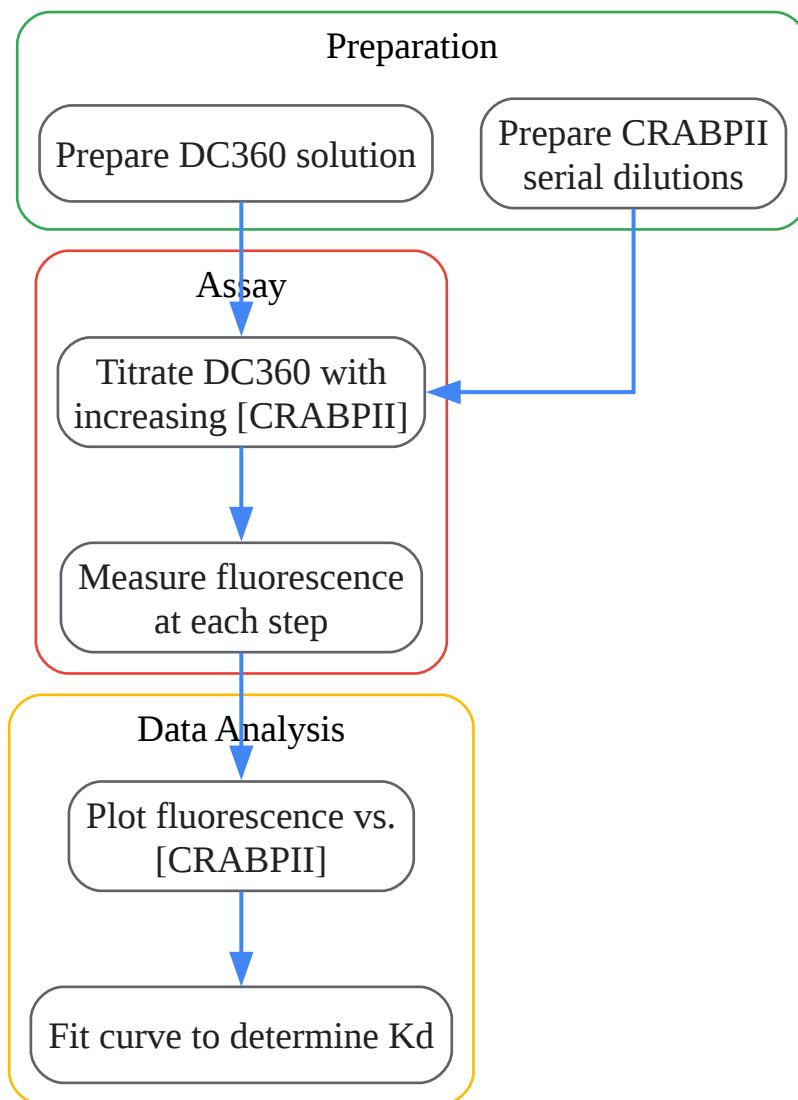 Preparation
Prepare DC360 solution
Prepare CRABPII
serial dilutions
Assay
Titrate DC360 with
increasing [CRABPII]
Measure fluorescence
at each step
Data Analysis
Plot fluorescence vs.
[CRABPII]
Fit curve to determine Kd